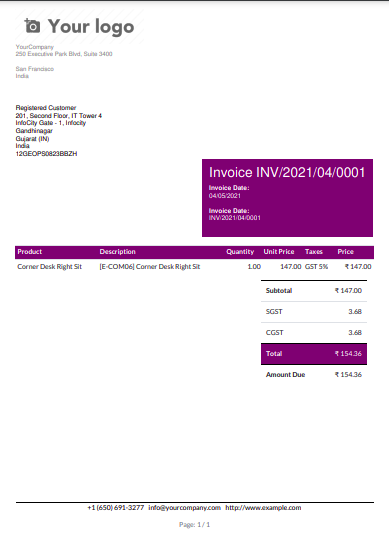 Your logo
YourCompany
250 Executive Park Blvd, Suite 3400
San Francisco
India
Registered Customer
201, Second Floor, IT Tower 4
InfoCity Gate - 1, Infocity
Gandhinagar
Gujarat (IN)
India
12GEOPS0823BBZH
Invoice INV/2021/04/0001
Invoice Date:
04/05/2021
Invoice Date:
INV/2021/04/0001
Product Description Quantity Unit Price Taxes Price
Corner Desk Right Sit [E-COM06] Corner Desk Right Sit 1.00 147.00 GST 5% ₹ 147.00
Subtotal ₹ 147.00
SGST 3.68
CGST 3.68
Total ₹ 154.36
Amount Due ₹ 154.36
+1 (650) 691-3277 info@yourcompany.com http://www.example.com
Page: 1 / 1